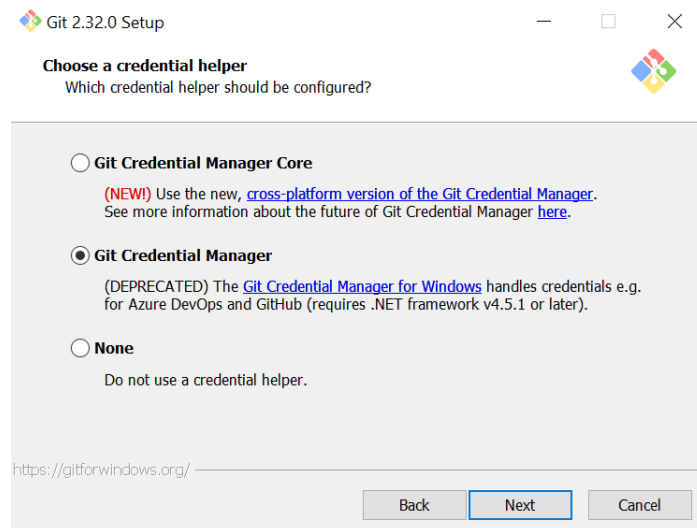 Git 2.32.0 Setup
Choose a credential helper
Which credential helper should be configured?
Git Credential Manager Core
(NEW!) Use the new, cross-platform version of the Git Credential Manager.
See more information about the future of Git Credential Manager here.
Git Credential Manager
(DEPRECATED) The Git Credential Manager for Windows handles credentials e.g.
for Azure DevOps and GitHub (requires .NET framework v4.5.1 or later).
None
Do not use a credential helper.
https://gitforwindows.org/
Back Next Cancel